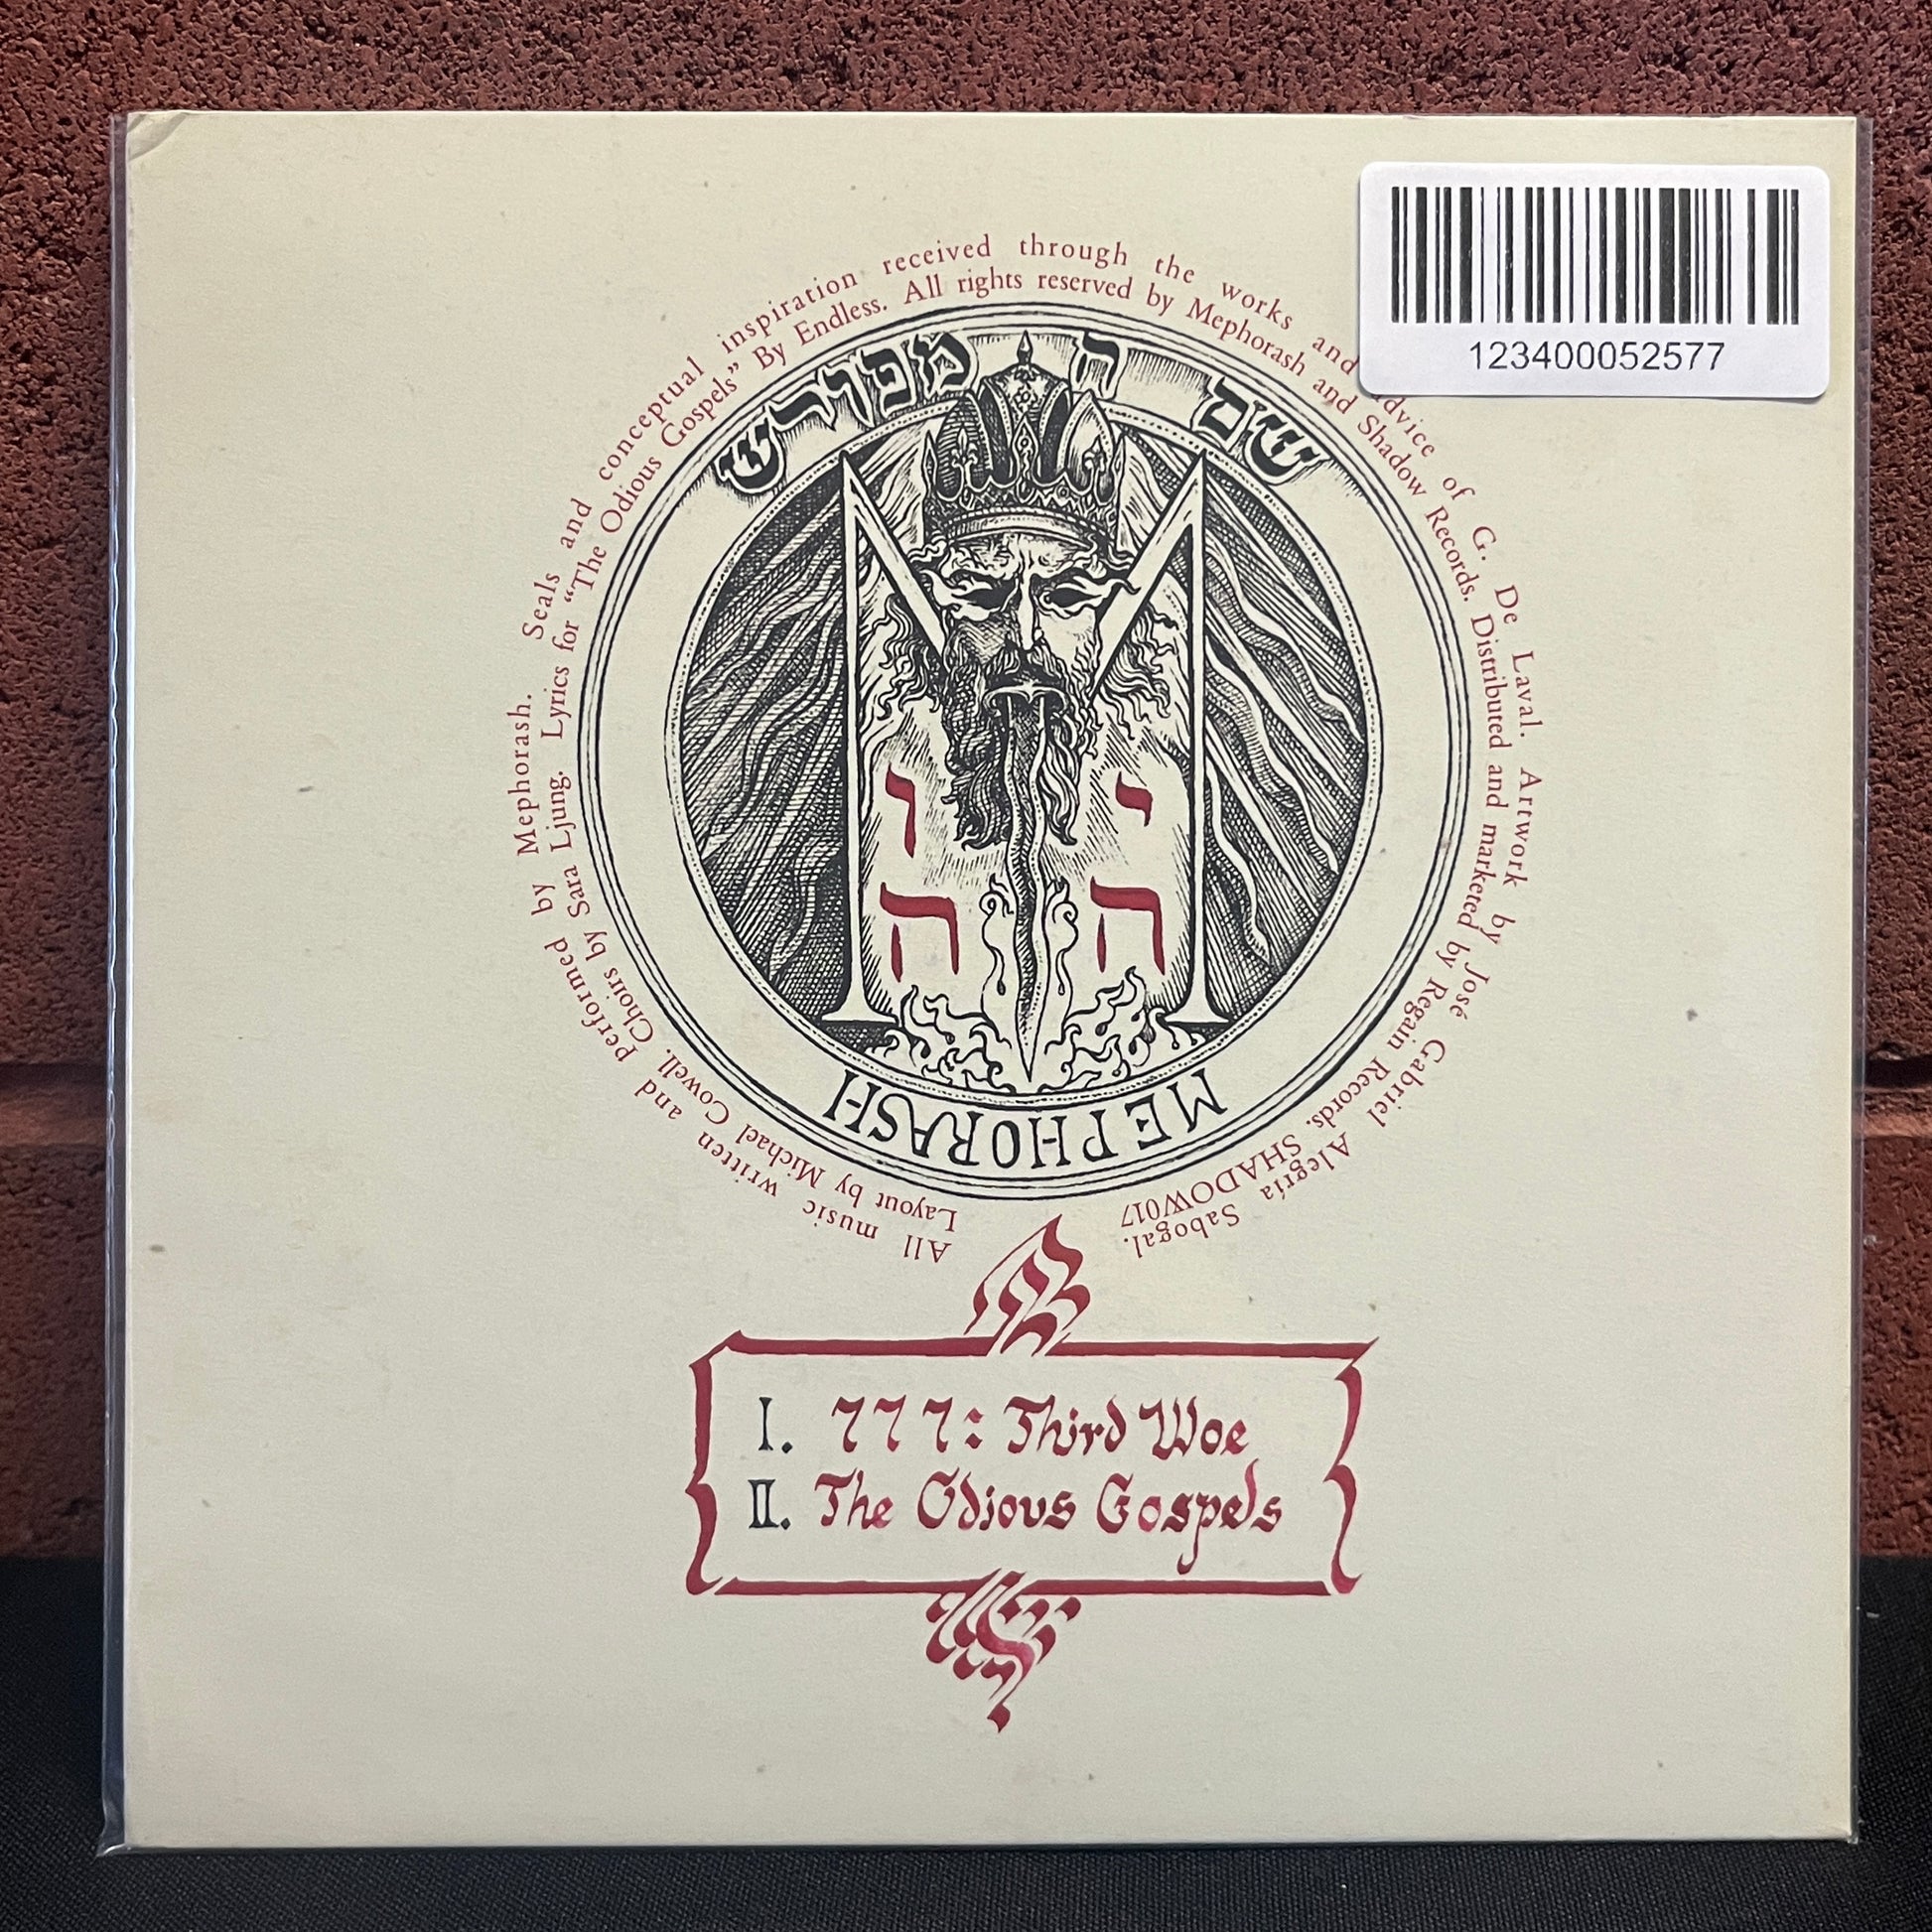 123400052577
All music written and performed by Mephorash. Seals and conceptual inspiration received through the works and dvice of G. De Laval. Artwork by José Gabriel Alegría Sabogal.
Layout by Michael Cowell. Choirs by Sara Ljung. Lyrics for “The Odious Gospels” By Endless. All rights reserved by Mephorash and Shadow Records. Distributed and marketed by Regain Records. SHADOW017
שם ה מפורש
י ו
ה ה
MEPHORASH
I. 777: Third Woe
II. The Odious Gospels